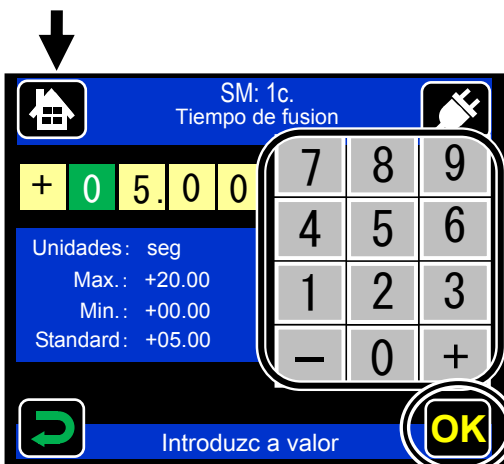 SM: 1c.
Tiempo de fusion
+ 0 5. 0 0
7 8 9
4 5 6
1 2 3
− 0 +
Unidades: seg
Max.: +20.00
Min.: +00.00
Standard: +05.00
Introduzc a valor
OK